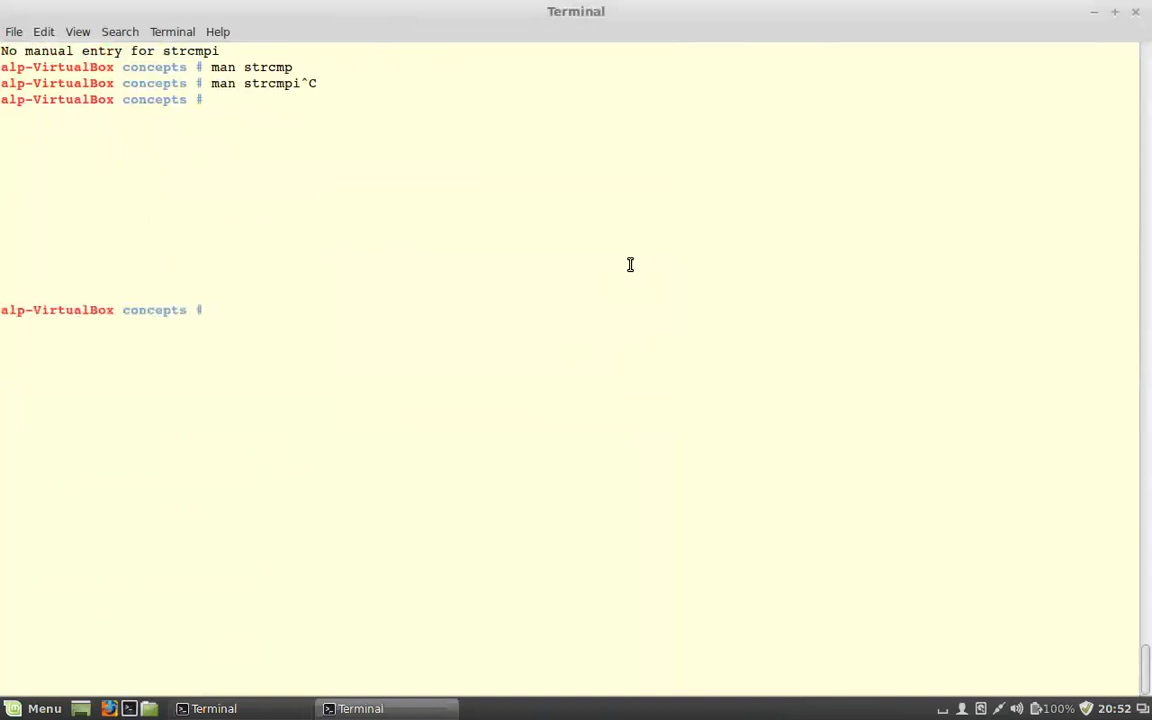 Terminal
File Edit View Search Terminal Help
No manual entry for strcmpi
alp-VirtualBox concepts # man strcmp
alp-VirtualBox concepts # man strcmpi^C
alp-VirtualBox concepts #
alp-VirtualBox concepts #
Menu Terminal Terminal 100% 20:52